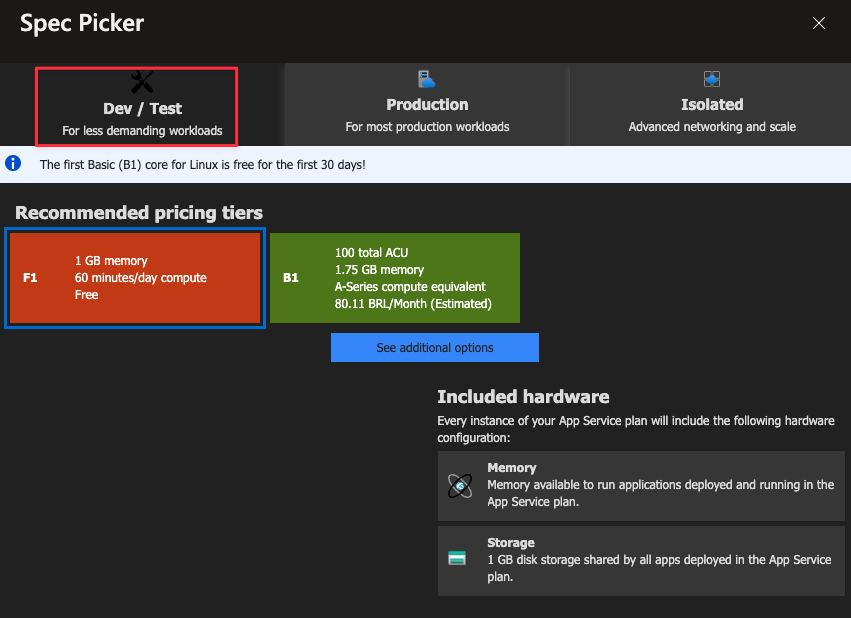 Spec Picker
Dev / Test
For less demanding workloads
Production
For most production workloads
Isolated
Advanced networking and scale
The first Basic (B1) core for Linux is free for the first 30 days!
Recommended pricing tiers
F1
1 GB memory
60 minutes/day compute
Free
B1
100 total ACU
1.75 GB memory
A-Series compute equivalent
80.11 BRL/Month (Estimated)
See additional options
Included hardware
Every instance of your App Service plan will include the following hardware
configuration:
Memory
Memory available to run applications deployed and running in the
App Service plan.
Storage
1 GB disk storage shared by all apps deployed in the App Service
plan.